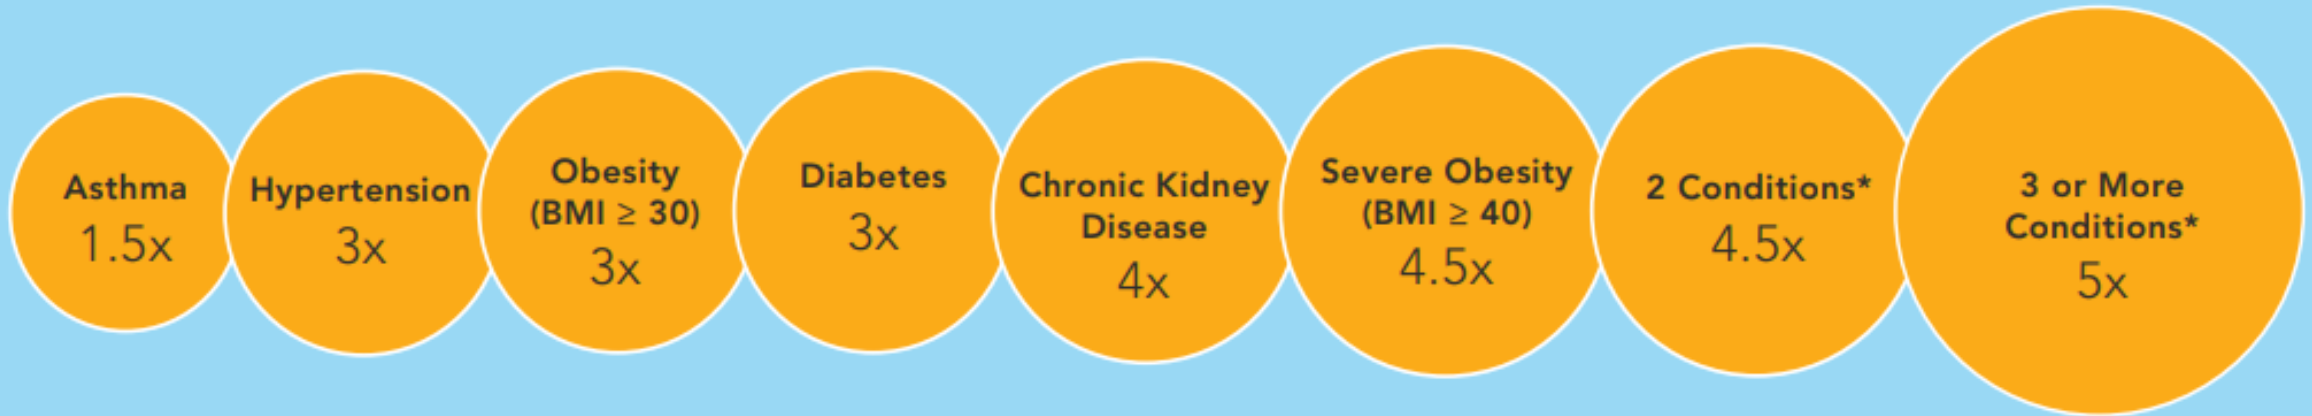 Asthma
1.5x
Hypertension
3x
Obesity
(BMI ≥ 30)
3x
Diabetes
3x
Chronic Kidney
Disease
4x
Severe Obesity
(BMI ≥ 40)
4.5x
2 Conditions*
4.5x
3 or More
Conditions*
5x